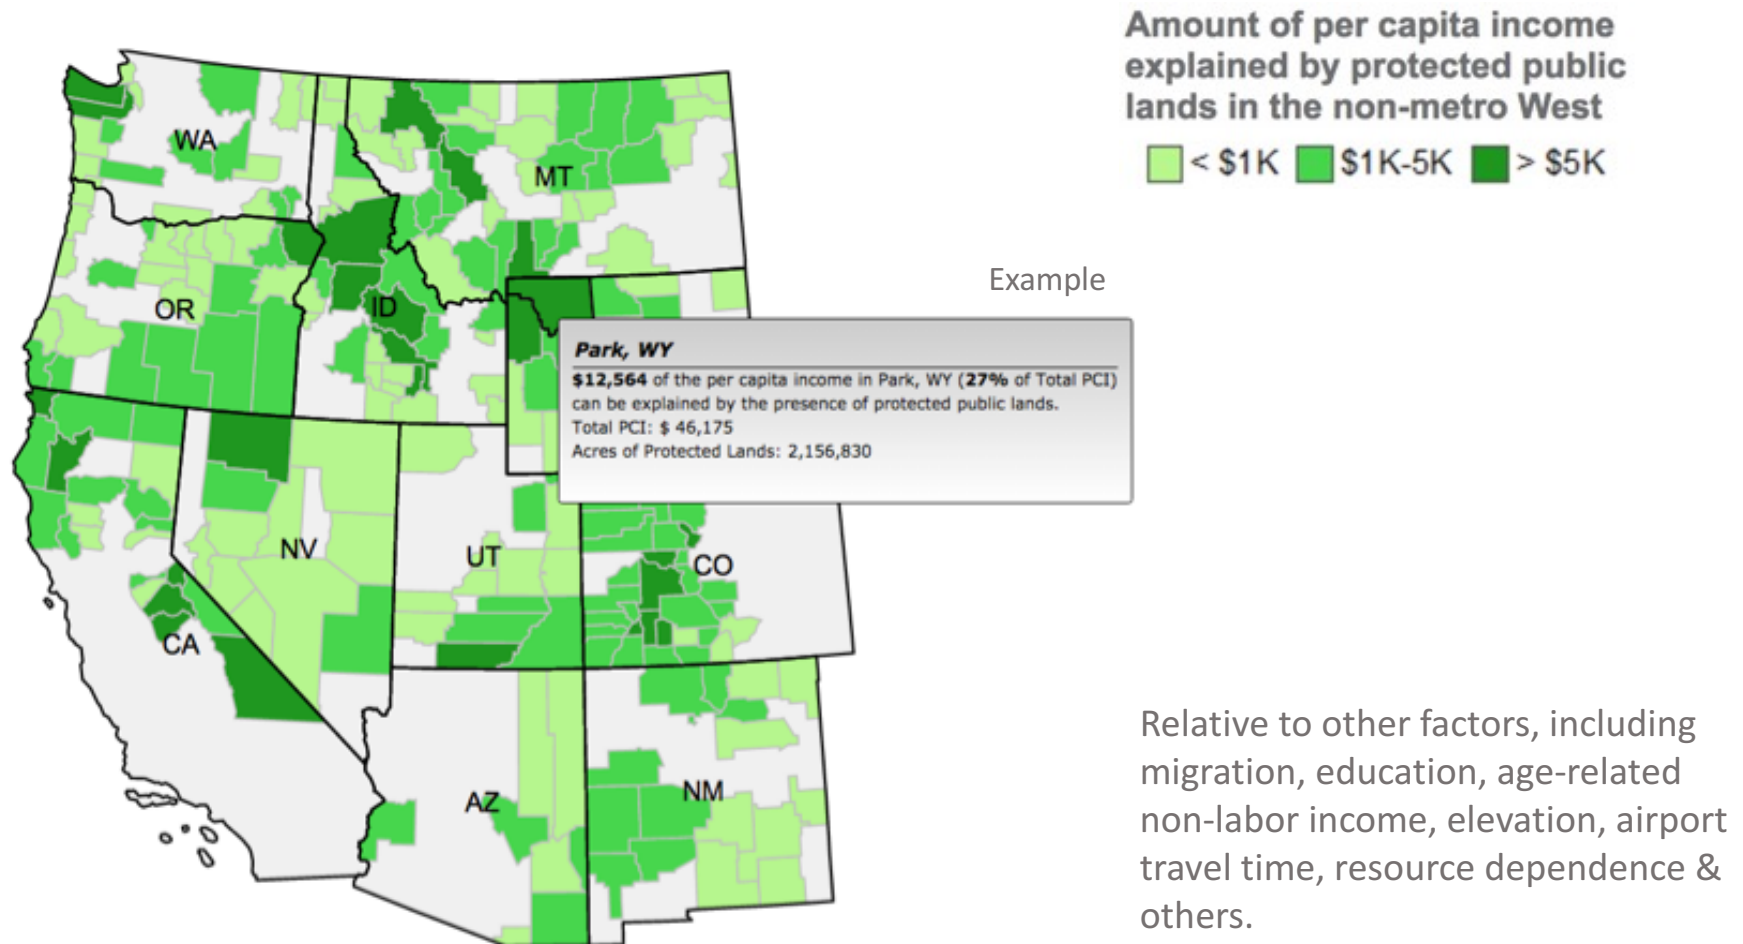 Amount of per capita income
explained by protected public
lands in the non-metro West
< $1K $1K-5K > $5K
WA
MT
Example
OR
ID
Park, WY
$12,564 of the per capita income in Park, WY (27% of Total PCI)
can be explained by the presence of protected public lands.
Total PCI: $ 46,175
Acres of Protected Lands: 2,156,830
NV
UT
CO
CA
AZ
NM
Relative to other factors, including
migration, education, age-related
non-labor income, elevation, airport
travel time, resource dependence &
others.